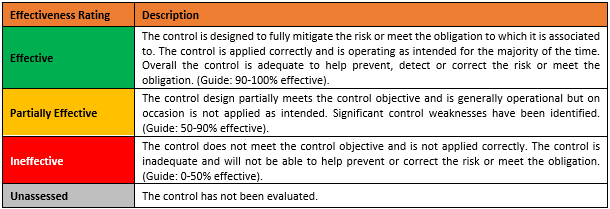 Effectiveness Rating Description
Effective
The control is designed to fully mitigate the risk or meet the obligation to which it is associated
to. The control is applied correctly and is operating as intended for the majority of the time.
Overall the control is adequate to help prevent, detect or correct the risk or meet the
obligation. (Guide: 90-100% effective).
Partially Effective
The control design partially meets the control objective and is generally operational but on
occasion is not applied as intended. Significant control weaknesses have been identified.
(Guide: 50-90% effective).
Ineffective
The control does not meet the control objective and is not applied correctly. The control is
inadequate and will not be able to help prevent or correct the risk or meet the obligation.
(Guide: 0-50% effective).
Unassessed The control has not been evaluated.